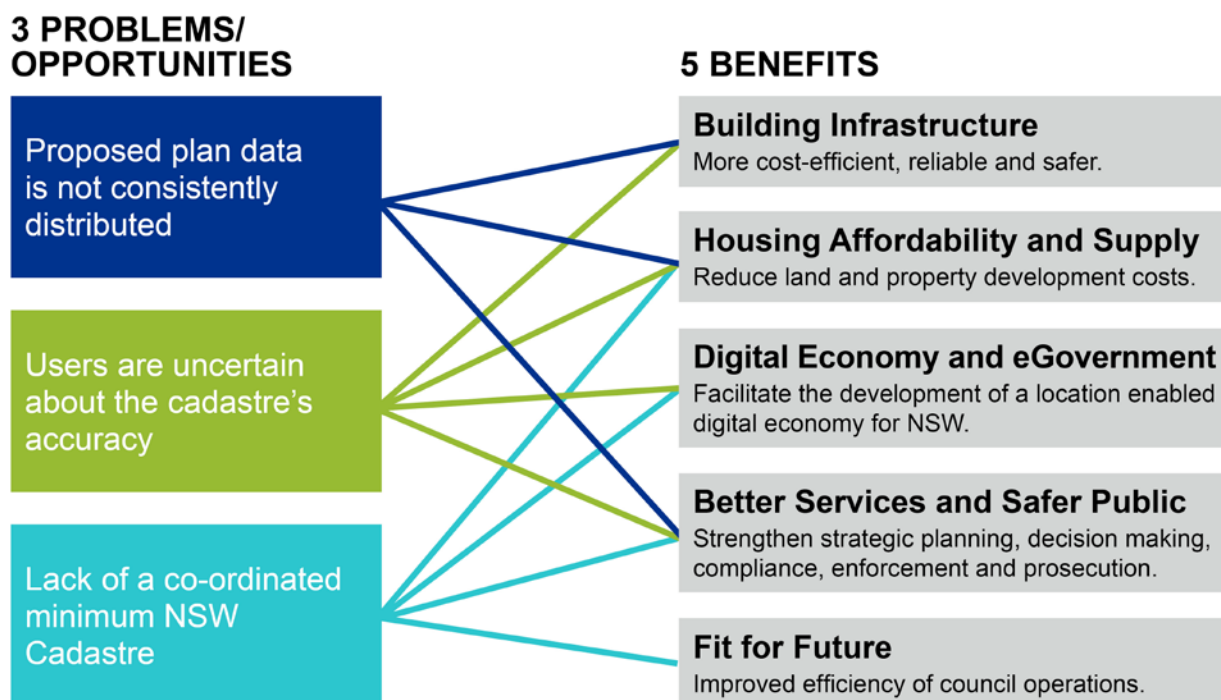 3 PROBLEMS/
OPPORTUNITIES
Proposed plan data
is not consistently
distributed
Users are uncertain
about the cadastre's
accuracy
Lack of a co-ordinated
minimum NSW
Cadastre
5 BENEFITS
Building Infrastructure
More cost-efficient, reliable and safer.
Housing Affordability and Supply
Reduce land and property development costs.
Digital Economy and eGovernment
Facilitate the development of a location enabled
digital economy for NSW.
Better Services and Safer Public
Strengthen strategic planning, decision making,
compliance, enforcement and prosecution.
Fit for Future
Improved efficiency of council operations.